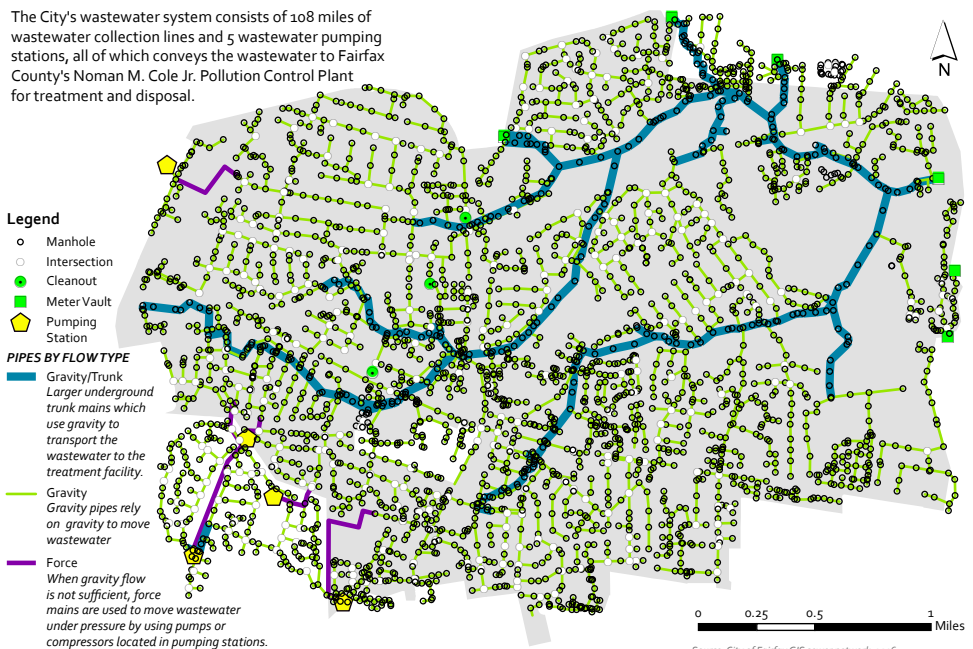 The City's wastewater system consists of 108 miles of
wastewater collection lines and 5 wastewater pumping
stations, all of which conveys the wastewater to Fairfax
County's Noman M. Cole Jr. Pollution Control Plant
for treatment and disposal.
N
Legend
Manhole
Intersection
Cleanout
Meter Vault
Pumping
Station
PIPES BY FLOW TYPE
Gravity/Trunk
Larger underground
trunk mains which
use gravity to
transport the
wastewater to the
treatment facility.
Gravity
Gravity pipes rely
on gravity to move
wastewater
Force
When gravity flow
is not sufficient, force
mains are used to move wastewater
under pressure by using pumps or
compressors located in pumping stations.
0 0.25 0.5 1
Miles